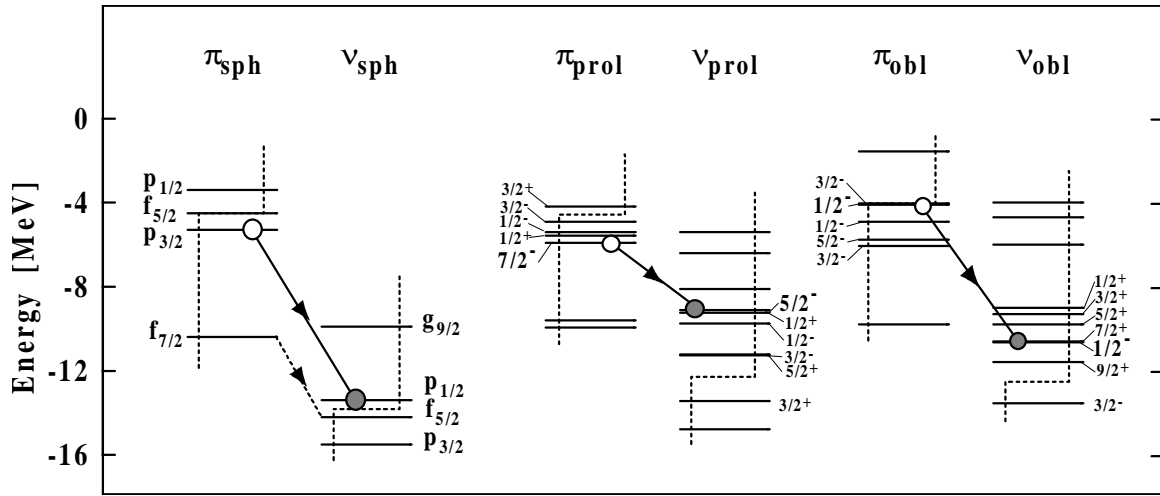 π_sph ν_sph π_prol ν_prol π_obl ν_obl
Energy [MeV]
0
-4
-8
-12
-16
p_1/2
f_5/2
p_3/2
f_7/2
g_9/2
p_1/2
f_5/2
p_3/2
3/2⁺
3/2⁻
1/2⁻
1/2⁺
7/2⁻
5/2⁻
1/2⁺
1/2⁻
3/2⁻
5/2⁺
3/2⁺
3/2⁻
1/2⁻
1/2⁻
5/2⁻
3/2⁻
1/2⁺
3/2⁺
5/2⁺
7/2⁺
1/2⁻
9/2⁺
3/2⁻